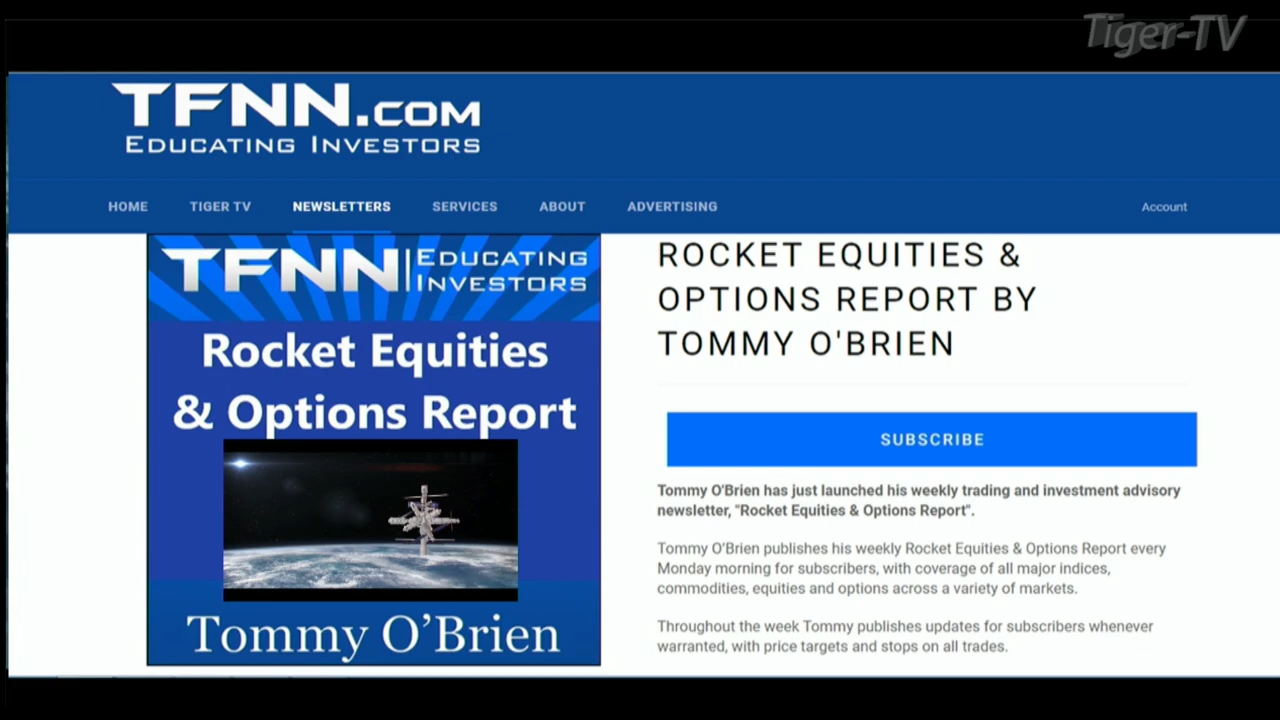 Tiger-TV
TFNN.COM
EDUCATING INVESTORS
HOME TIGER TV NEWSLETTERS SERVICES ABOUT ADVERTISING Account
TFNN EDUCATING
INVESTORS
Rocket Equities
& Options Report
Tommy O’Brien
ROCKET EQUITIES &
OPTIONS REPORT BY
TOMMY O'BRIEN
SUBSCRIBE
Tommy O'Brien has just launched his weekly trading and investment advisory
newsletter, "Rocket Equities & Options Report".
Tommy O’Brien publishes his weekly Rocket Equities & Options Report every
Monday morning for subscribers, with coverage of all major indices,
commodities, equities and options across a variety of markets.
Throughout the week Tommy publishes updates for subscribers whenever
warranted, with price targets and stops on all trades.